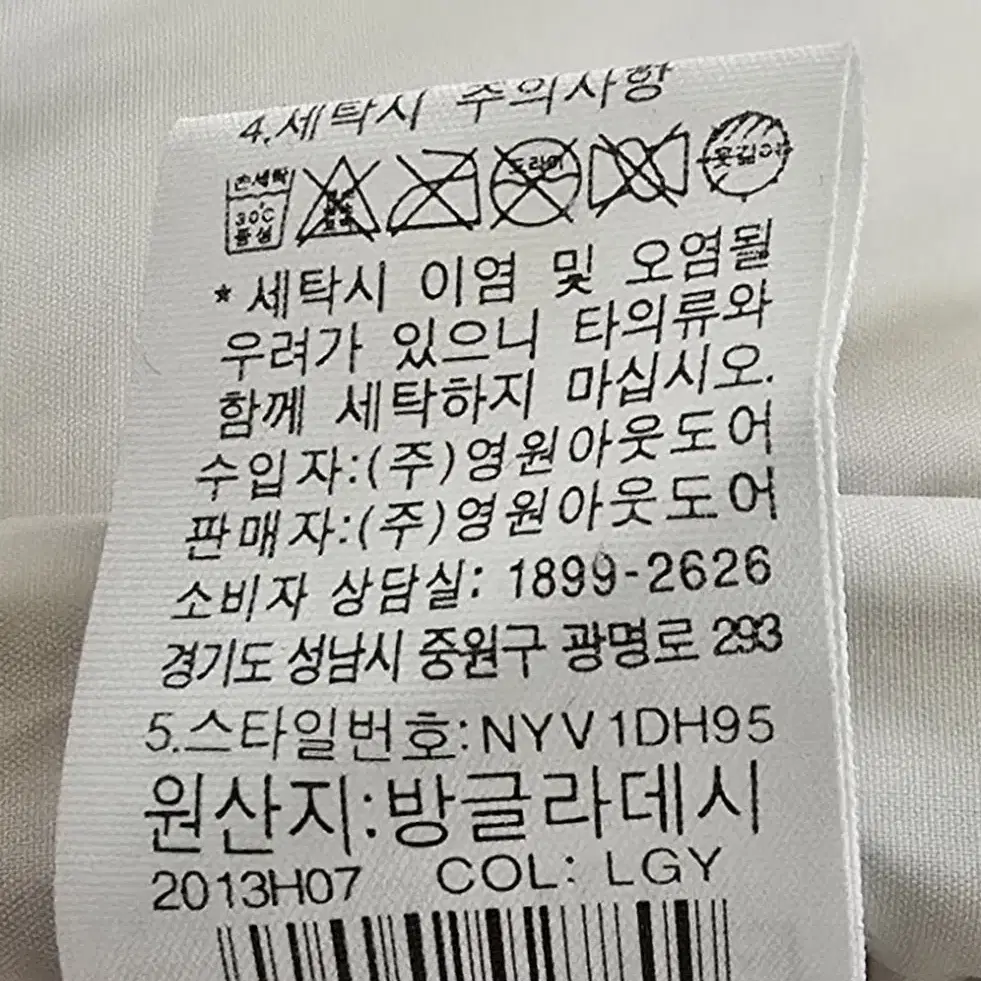 4.세탁시 주의사항
손세탁 30°C 중성 드라이 옷걸이
* 세탁시 이염 및 오염될
우려가 있으니 타의류와
함께 세탁하지 마십시오.
수입자:(주)영원아웃도어
판매자:(주)영원아웃도어
소비자 상담실: 1899-2626
경기도 성남시 중원구 광명로 293
5.스타일번호:NYV1DH95
원산지:방글라데시
2013H07 COL: LGY